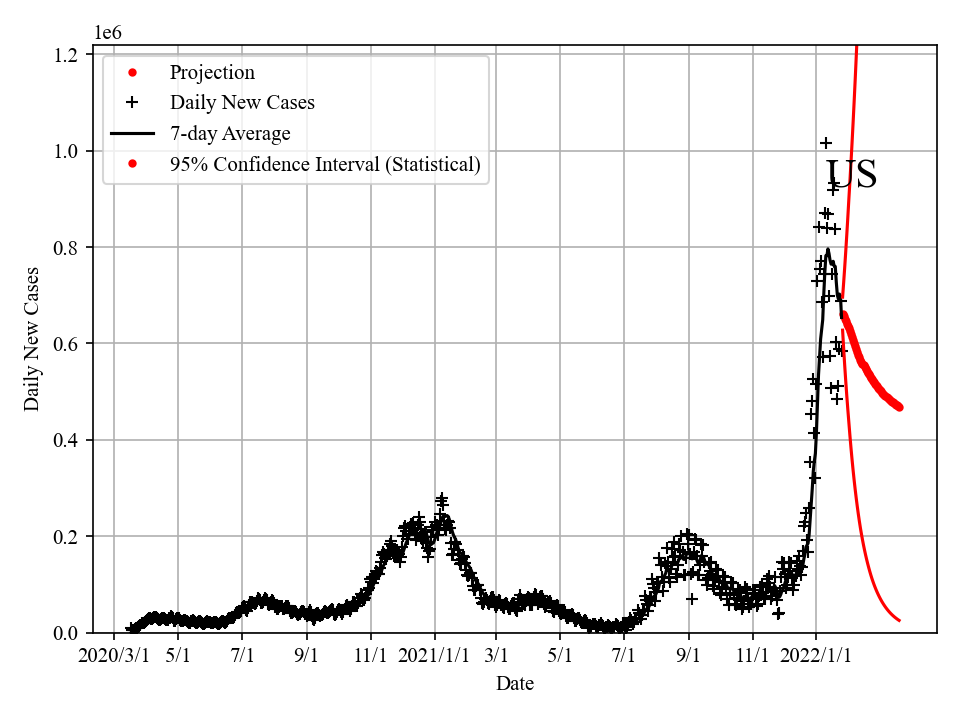 1e6
1.2
1.0
0.8
0.6
0.4
0.2
0.0
Daily New Cases
Projection
Daily New Cases
7-day Average
95% Confidence Interval (Statistical)
US
2020/3/1 5/1 7/1 9/1 11/1 2021/1/1 3/1 5/1 7/1 9/1 11/1 2022/1/1
Date